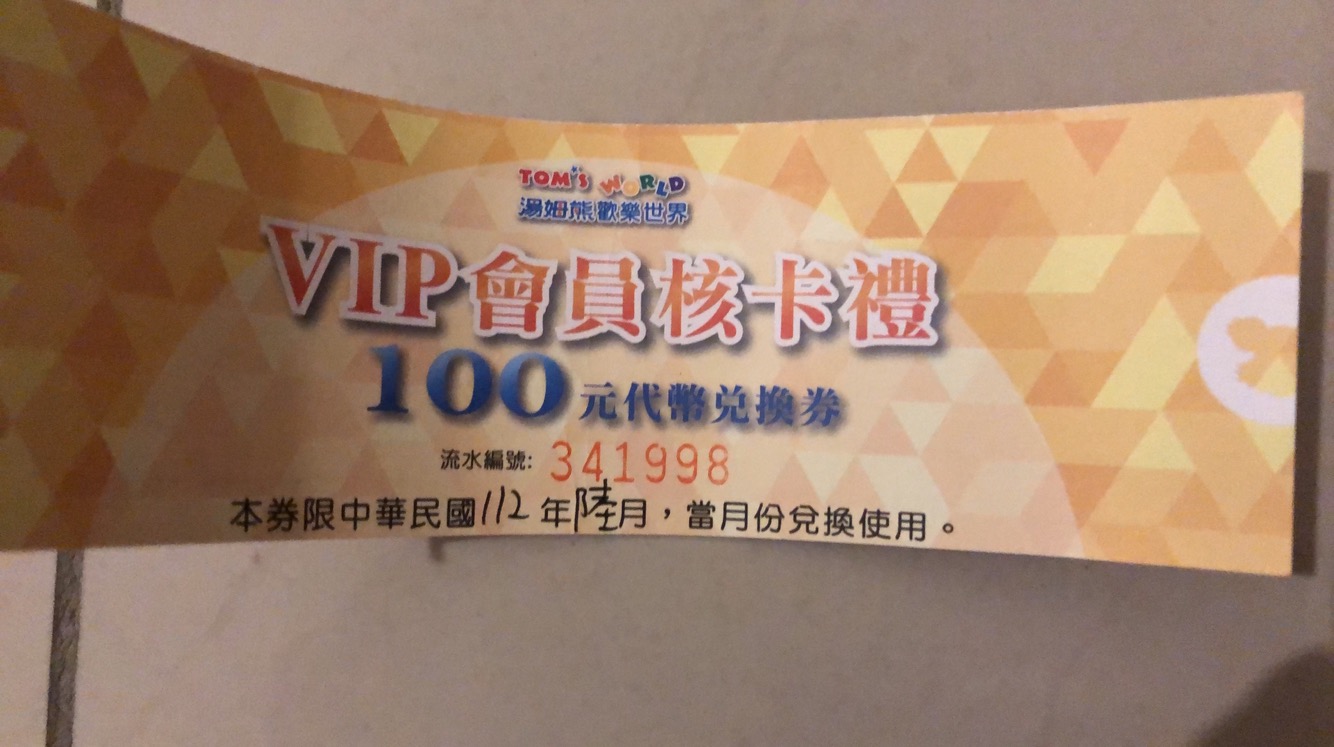 TOM'S WORLD
湯姆熊歡樂世界
VIP會員核卡禮
100元代幣兌換券
流水編號: 341998
本券限中華民國112年陸月，當月份兌換使用。